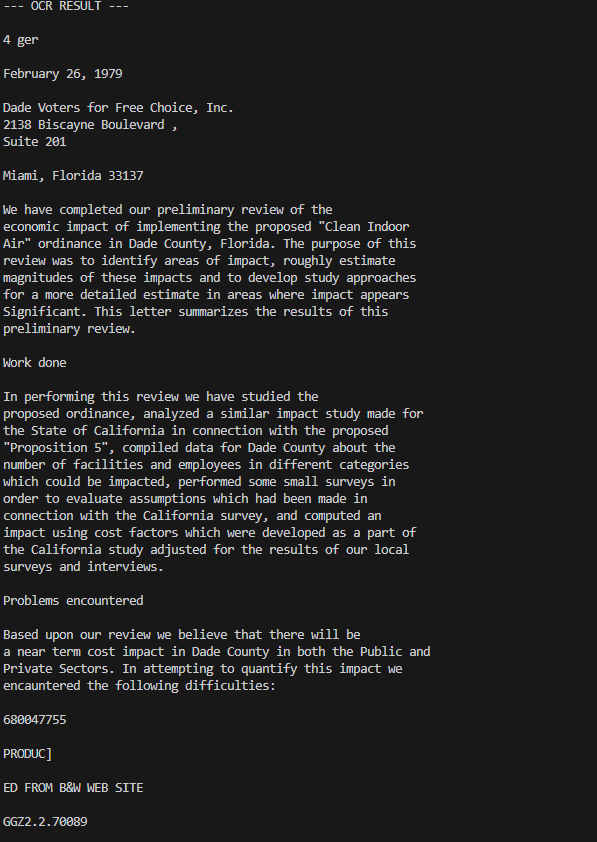 --- OCR RESULT ---
4 ger
February 26, 1979
Dade Voters for Free Choice, Inc.
2138 Biscayne Boulevard ,
Suite 201
Miami, Florida 33137
We have completed our preliminary review of the
economic impact of implementing the proposed "Clean Indoor
Air" ordinance in Dade County, Florida. The purpose of this
review was to identify areas of impact, roughly estimate
magnitudes of these impacts and to develop study approaches
for a more detailed estimate in areas where impact appears
Significant. This letter summarizes the results of this
preliminary review.
Work done
In performing this review we have studied the
proposed ordinance, analyzed a similar impact study made for
the State of California in connection with the proposed
"Proposition 5", compiled data for Dade County about the
number of facilities and employees in different categories
which could be impacted, performed some small surveys in
order to evaluate assumptions which had been made in
connection with the California survey, and computed an
impact using cost factors which were developed as a part of
the California study adjusted for the results of our local
surveys and interviews.
Problems encountered
Based upon our review we believe that there will be
a near term cost impact in Dade County in both the Public and
Private Sectors. In attempting to quantify this impact we
encauntered the following difficulties:
680047755
PRODUC]
ED FROM B&W WEB SITE
GGZ2.2.70089